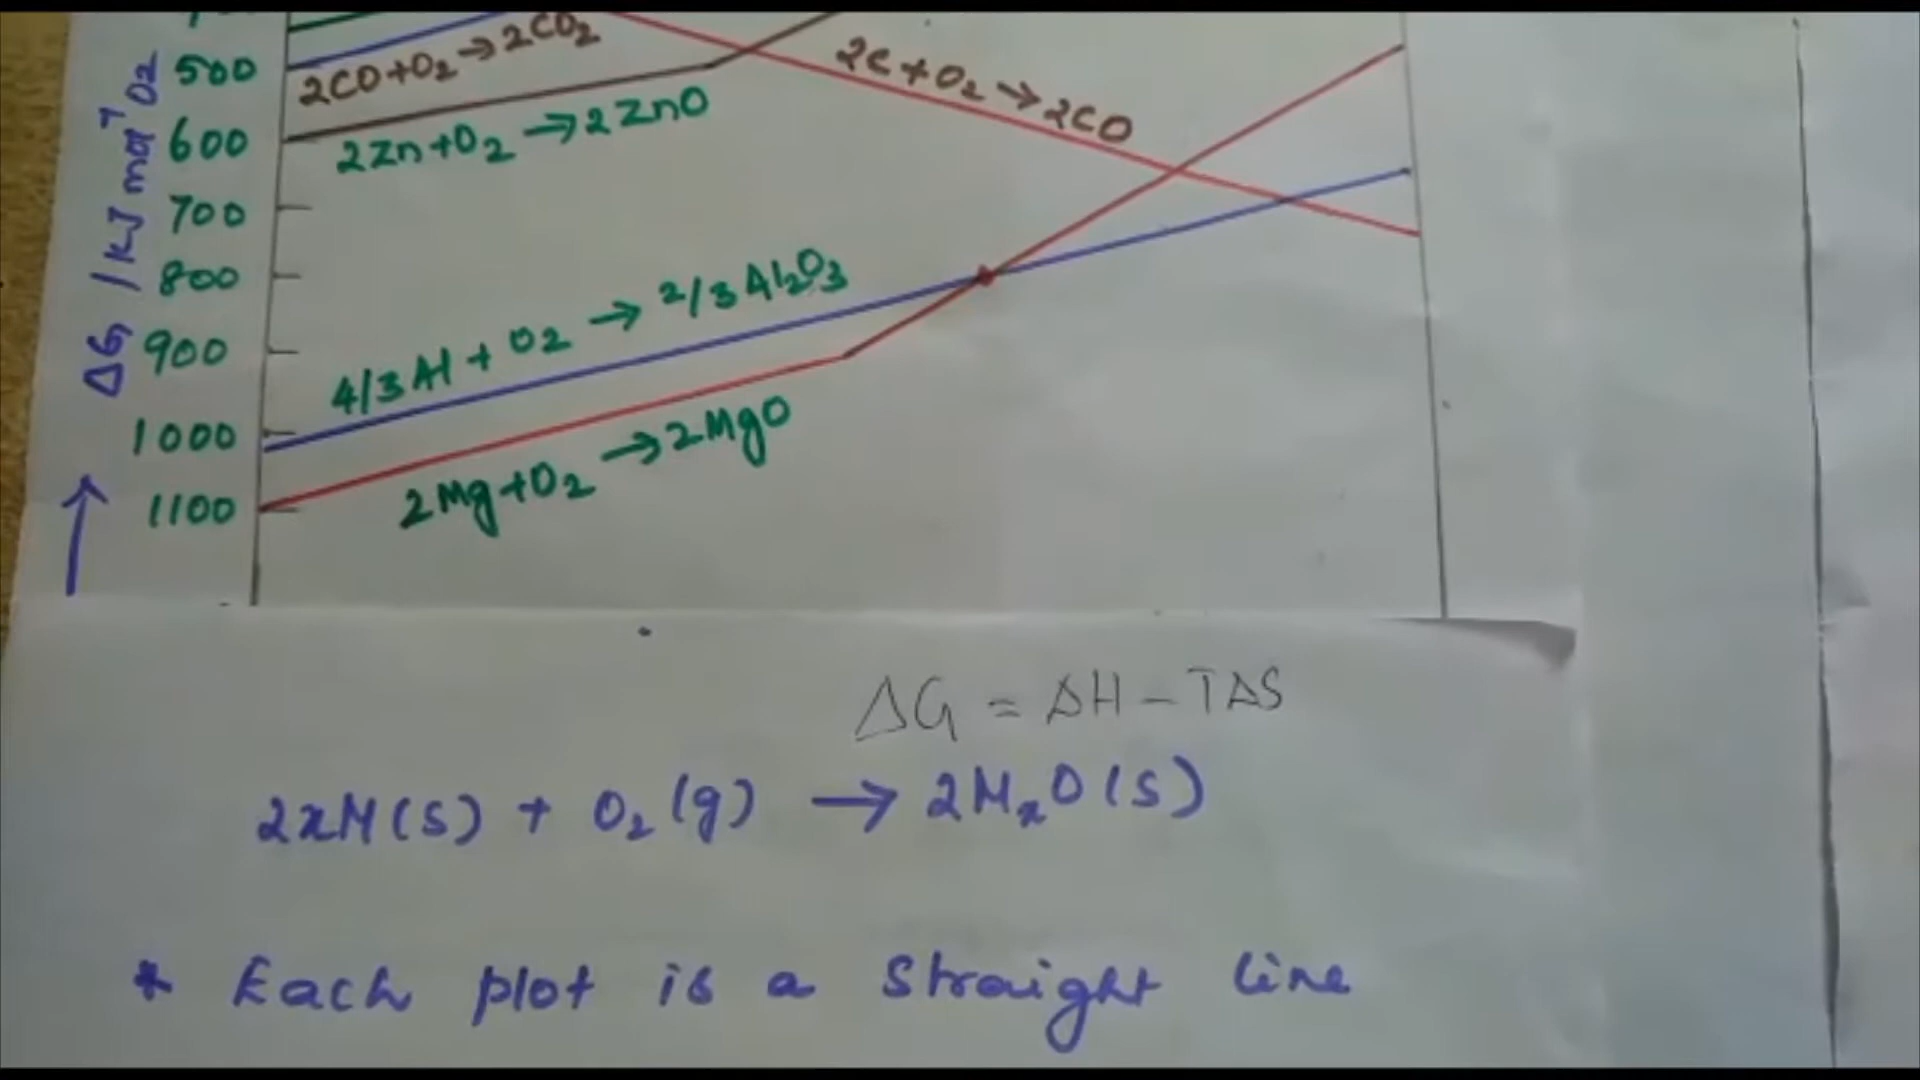 500
2CO+O₂→2CO₂
2C+O₂→2CO
600
2Zn+O₂→2ZnO
700
800
4/3Al+O₂→2/3Al₂O₃
900
1000
2Mg+O₂→2MgO
1100
ΔG/kJ mol⁻¹O₂
ΔG = ΔH-TΔS
2xM(s) + O₂(g) → 2MₓO(s)
* Each plot is a straight line